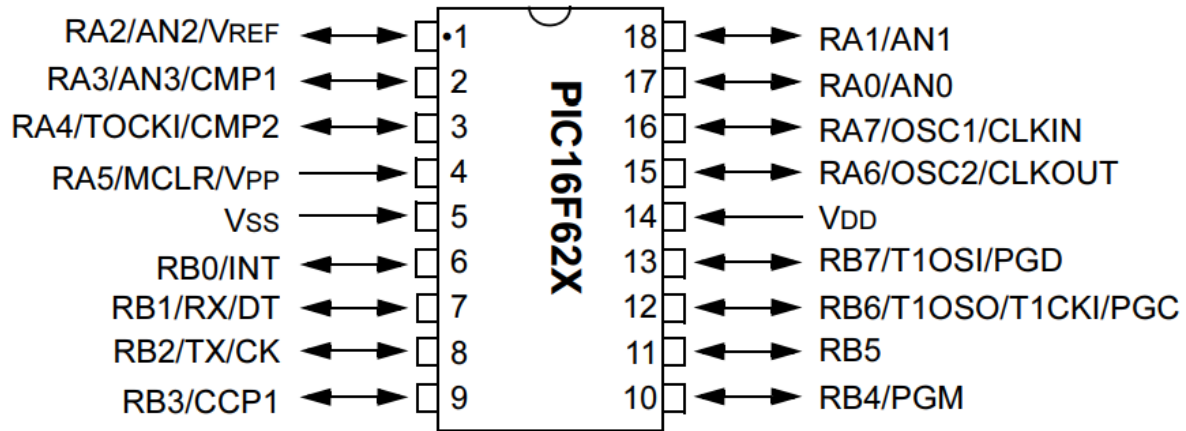 RA2/AN2/VREF •1 18 RA1/AN1
RA3/AN3/CMP1 2 17 RA0/AN0
RA4/TOCKI/CMP2 3 16 RA7/OSC1/CLKIN
RA5/MCLR/VPP 4 15 RA6/OSC2/CLKOUT
VSS 5 14 VDD
RB0/INT 6 13 RB7/T1OSI/PGD
RB1/RX/DT 7 12 RB6/T1OSO/T1CKI/PGC
RB2/TX/CK 8 11 RB5
RB3/CCP1 9 10 RB4/PGM
PIC16F62X